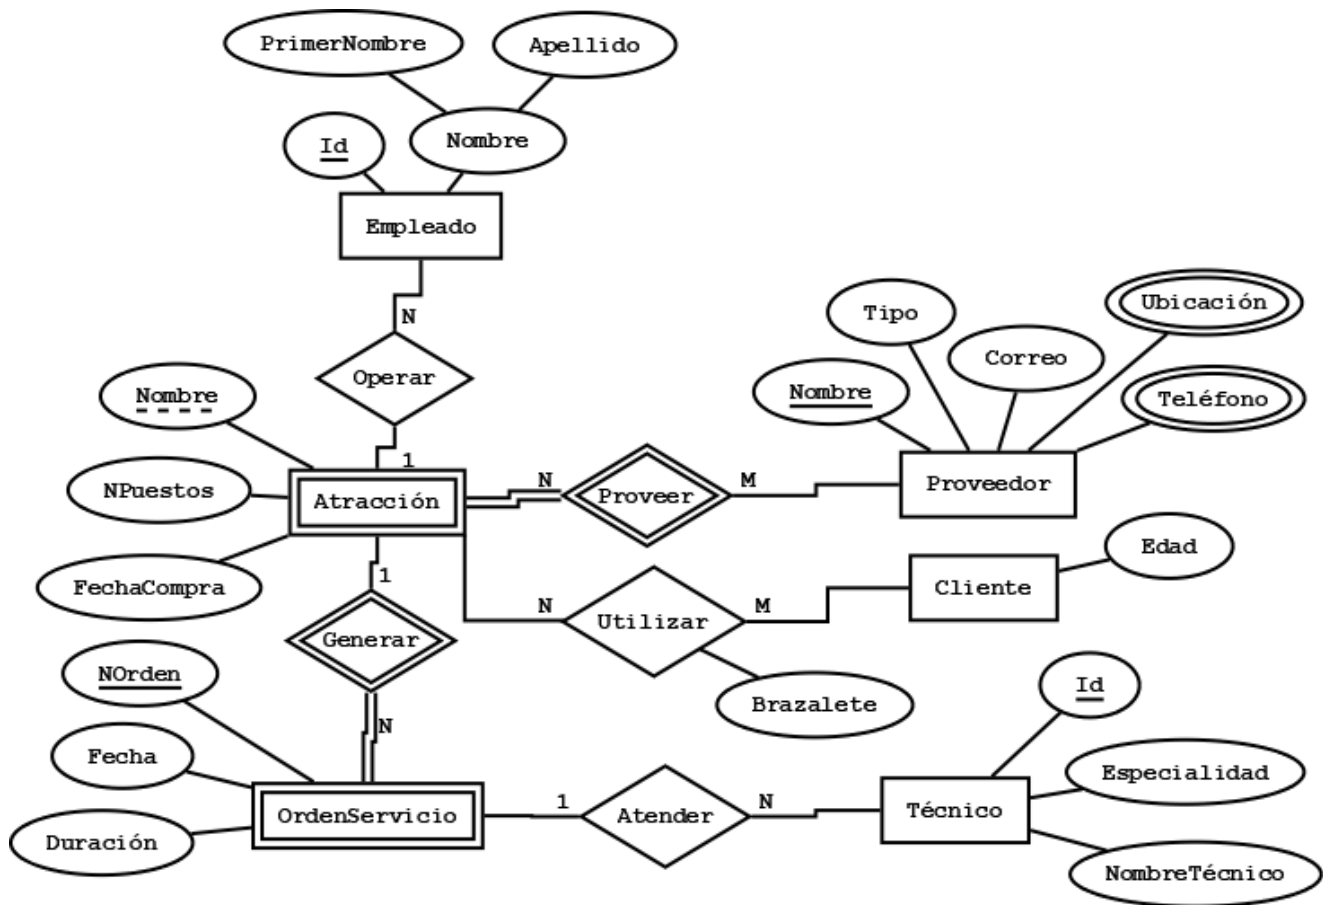 PrimerNombre
Apellido
Id
Nombre
Empleado
N
Operar
1
Nombre
NPuestos
FechaCompra
Atracción
N
Proveer
M
Tipo
Correo
Ubicación
Nombre
Teléfono
Proveedor
Edad
Cliente
N
Utilizar
M
Brazalete
1
Generar
N
NOrden
Fecha
Duración
OrdenServicio
1
Atender
N
Id
Especialidad
Técnico
NombreTécnico